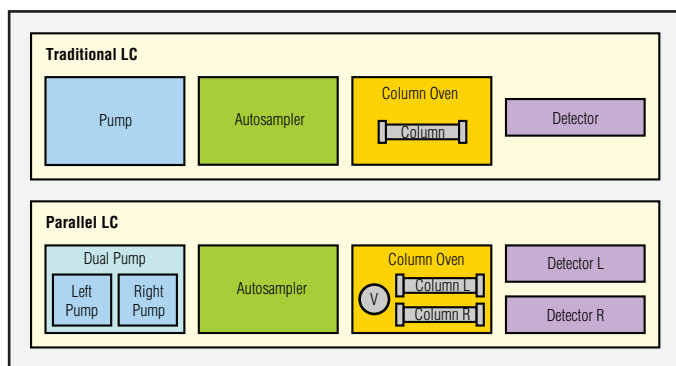 Traditional LC
Pump
Autosampler
Column Oven
Column
Detector
Parallel LC
Dual Pump
Left
Pump
Right
Pump
Autosampler
Column Oven
V
Column L
Column R
Detector L
Detector R